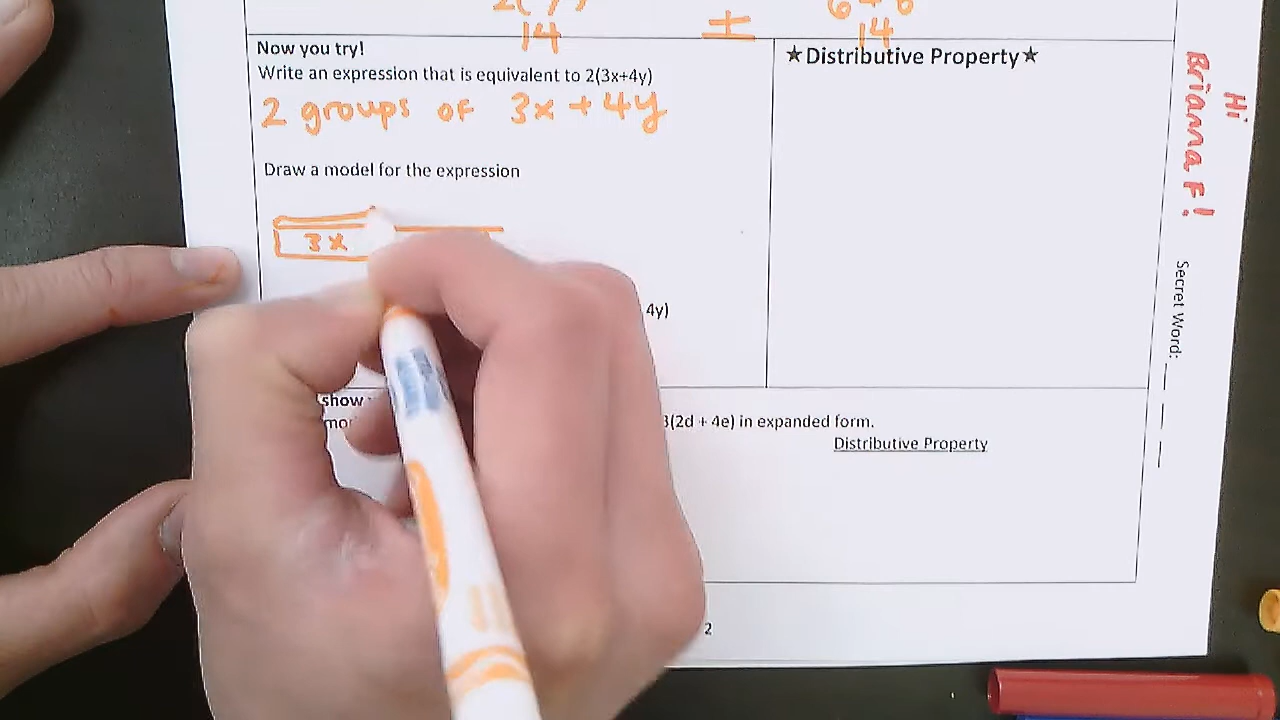 14 ± 14
Now you try!
Write an expression that is equivalent to 2(3x+4y)
2 groups of 3x + 4y
Draw a model for the expression
3x
4y)
★Distributive Property★
show
3(2d + 4e) in expanded form.
Distributive Property
2
Hi
Brianna F!
Secret Word: _ _ _